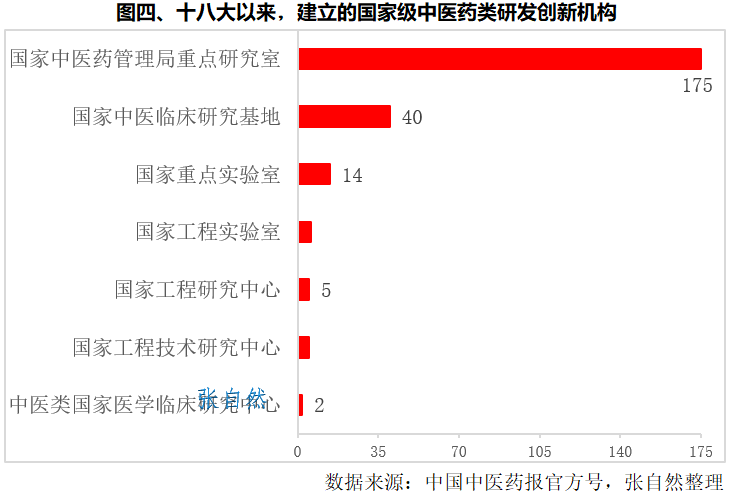 图四、十八大以来，建立的国家级中医药类研发创新机构
国家中医药管理局重点研究室
175
国家中医临床研究基地
40
国家重点实验室
14
国家工程实验室
国家工程研究中心
5
国家工程技术研究中心
中医类国家医学临床研究中心
张自然
2
0 35 70 105 140 175
数据来源：中国中医药报官方号，张自然整理